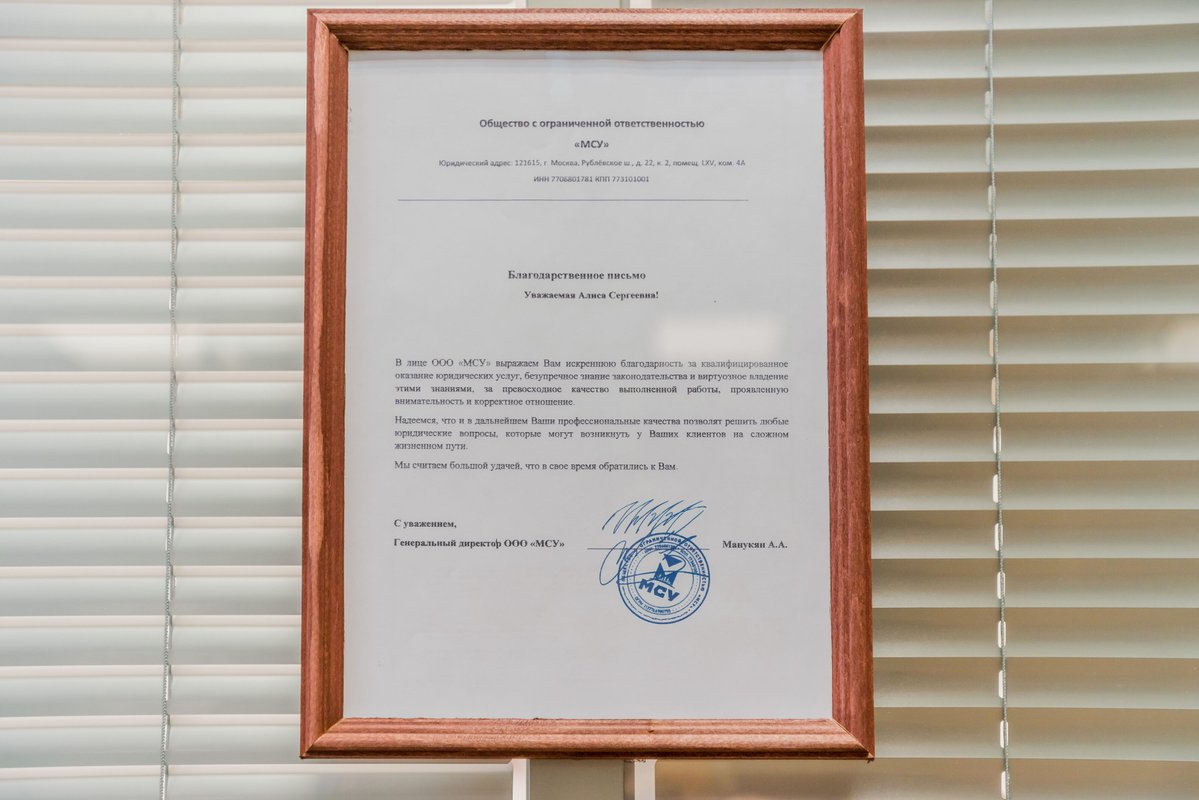 Общество с ограниченной ответственностью
«МСУ»
Юридический адрес: 121615, г. Москва, Рублёвское ш., д. 22, к. 2, помещ. LXV, ком. 4А
ИНН 7706801781 КПП 773101001
Благодарственное письмо
Уважаемая Алиса Сергеевна!
В лице ООО «МСУ» выражаем Вам искреннюю благодарность за квалифицированное
оказание юридических услуг, безупречное знание законодательства и виртуозное владение
этими знаниями, за превосходное качество выполненной работы, проявленную
внимательность и корректное отношение.
Надеемся, что и в дальнейшем Ваши профессиональные качества позволят решить любые
юридические вопросы, которые могут возникнуть у Ваших клиентов на сложном
жизненном пути.
Мы считаем большой удачей, что в свое время обратились к Вам.
С уважением,
Генеральный директор ООО «МСУ» Манукян А.А.
МСУ